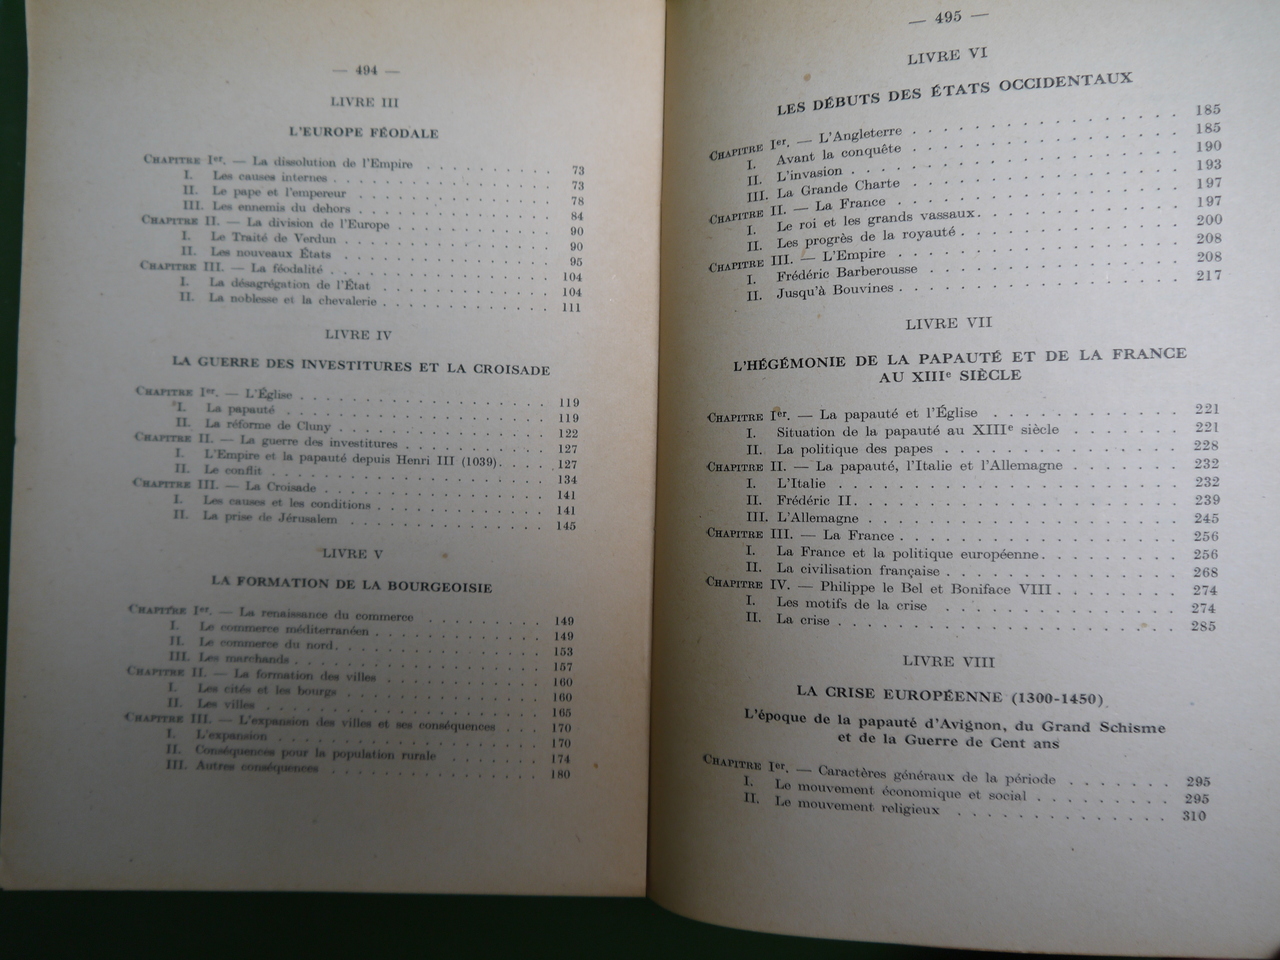 — 494 —
LIVRE III
L'EUROPE FÉODALE
CHAPITRE Ier. — La dissolution de l'Empire . . . . . . . . . 73
I. Les causes internes . . . . . . . . . . . . . . 73
II. Le pape et l'empereur . . . . . . . . . . . . . 78
III. Les ennemis du dehors . . . . . . . . . . . . . 84
CHAPITRE II. — La division de l'Europe . . . . . . . . . . 90
I. Le Traité de Verdun . . . . . . . . . . . . . . 90
II. Les nouveaux États . . . . . . . . . . . . . . 95
CHAPITRE III. — La féodalité . . . . . . . . . . . . . . 104
I. La désagrégation de l'État . . . . . . . . . . . 104
II. La noblesse et la chevalerie . . . . . . . . . . . 111
LIVRE IV
LA GUERRE DES INVESTITURES ET LA CROISADE
CHAPITRE Ier. — L'Église . . . . . . . . . . . . . . . . 119
I. La papauté . . . . . . . . . . . . . . . . . 119
II. La réforme de Cluny . . . . . . . . . . . . . . 122
CHAPITRE II. — La guerre des investitures . . . . . . . . . 127
I. L'Empire et la papauté depuis Henri III (1039). . . . . 127
II. Le conflit . . . . . . . . . . . . . . . . . . 134
CHAPITRE III. — La Croisade . . . . . . . . . . . . . . 141
I. Les causes et les conditions . . . . . . . . . . . 141
II. La prise de Jérusalem . . . . . . . . . . . . . 145
LIVRE V
LA FORMATION DE LA BOURGEOISIE
CHAPITRE Ier. — La renaissance du commerce . . . . . . . . 149
I. Le commerce méditerranéen . . . . . . . . . . . 149
II. Le commerce du nord. . . . . . . . . . . . . . 153
III. Les marchands . . . . . . . . . . . . . . . . 157
CHAPITRE II. — La formation des villes . . . . . . . . . . 160
I. Les cités et les bourgs . . . . . . . . . . . . . 160
II. Les villes . . . . . . . . . . . . . . . . . . 165
CHAPITRE III. — L'expansion des villes et ses conséquences . . . 170
I. L'expansion . . . . . . . . . . . . . . . . . 170
II. Conséquences pour la population rurale . . . . . . . 174
III. Autres conséquences . . . . . . . . . . . . . . 180
— 495 —
LIVRE VI
LES DÉBUTS DES ÉTATS OCCIDENTAUX
CHAPITRE Ier. — L'Angleterre . . . . . . . . . . . . . . 185
I. Avant la conquête . . . . . . . . . . . . . . . 185
II. L'invasion . . . . . . . . . . . . . . . . . . 190
III. La Grande Charte . . . . . . . . . . . . . . . 193
CHAPITRE II. — La France . . . . . . . . . . . . . . . 197
I. Le roi et les grands vassaux. . . . . . . . . . . . 197
II. Les progrès de la royauté . . . . . . . . . . . . 200
CHAPITRE III. — L'Empire . . . . . . . . . . . . . . . 208
I. Frédéric Barberousse . . . . . . . . . . . . . . 208
II. Jusqu'à Bouvines . . . . . . . . . . . . . . . 217
LIVRE VII
L'HÉGÉMONIE DE LA PAPAUTÉ ET DE LA FRANCE
AU XIIIe SIÈCLE
CHAPITRE Ier. — La papauté et l'Église . . . . . . . . . . 221
I. Situation de la papauté au XIIIe siècle . . . . . . . 221
II. La politique des papes . . . . . . . . . . . . . 228
CHAPITRE II. — La papauté, l'Italie et l'Allemagne . . . . . . 232
I. L'Italie . . . . . . . . . . . . . . . . . . . 232
II. Frédéric II. . . . . . . . . . . . . . . . . . 239
III. L'Allemagne . . . . . . . . . . . . . . . . . 245
CHAPITRE III. — La France . . . . . . . . . . . . . . . 256
I. La France et la politique européenne. . . . . . . . 256
II. La civilisation française . . . . . . . . . . . . . 268
CHAPITRE IV. — Philippe le Bel et Boniface VIII . . . . . . . 274
I. Les motifs de la crise . . . . . . . . . . . . . 274
II. La crise . . . . . . . . . . . . . . . . . . . 285
LIVRE VIII
LA CRISE EUROPÉENNE (1300-1450)
L'époque de la papauté d'Avignon, du Grand Schisme
et de la Guerre de Cent ans
CHAPITRE Ier. — Caractères généraux de la période . . . . . . 295
I. Le mouvement économique et social . . . . . . . . 295
II. Le mouvement religieux . . . . . . . . . . . . . 310